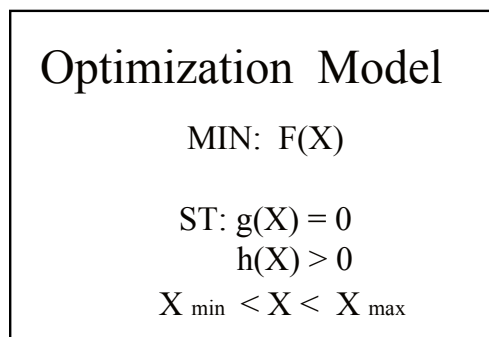 Optimization Model
MIN: F(X)
ST: g(X) = 0
h(X) > 0
X min < X < X max